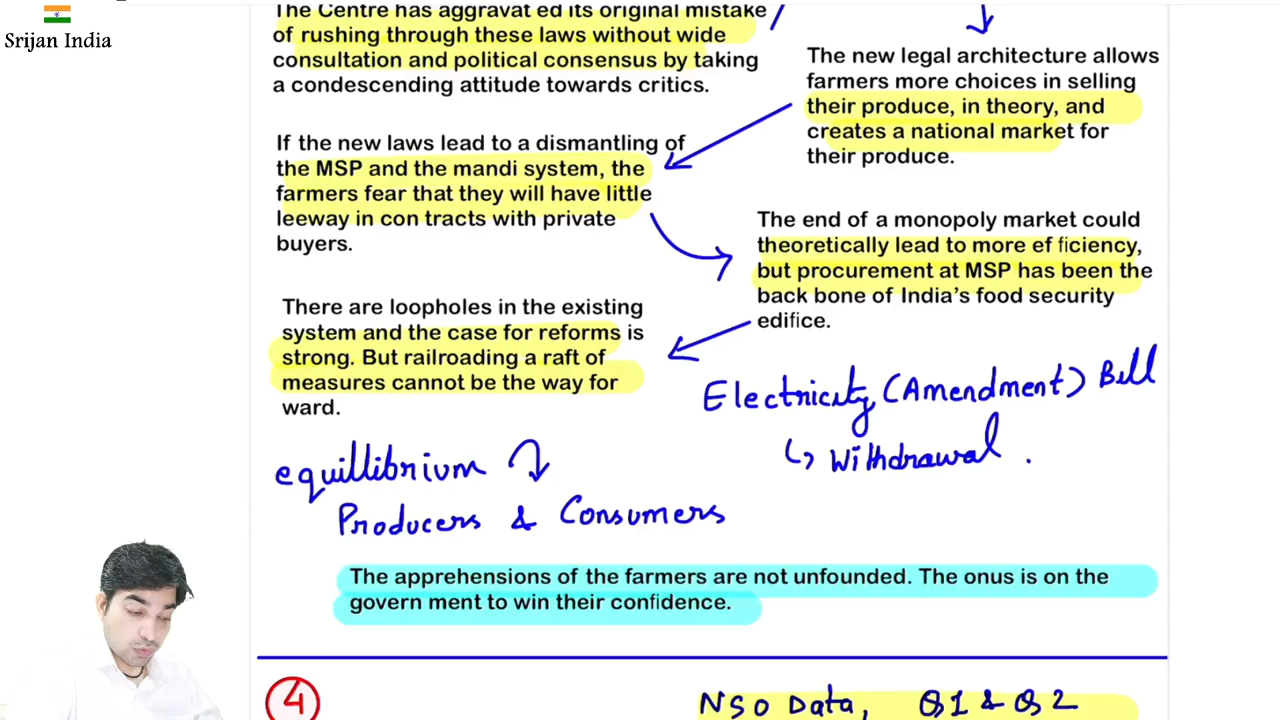 Srijan India
The Centre has aggravat ed its original mistake
of rushing through these laws without wide
consultation and political consensus by taking
a condescending attitude towards critics.
The new legal architecture allows
farmers more choices in selling
their produce, in theory, and
creates a national market for
their produce.
If the new laws lead to a dismantling of
the MSP and the mandi system, the
farmers fear that they will have little
leeway in con tracts with private
buyers.
The end of a monopoly market could
theoretically lead to more ef ficiency,
but procurement at MSP has been the
back bone of India's food security
edifice.
There are loopholes in the existing
system and the case for reforms is
strong. But railroading a raft of
measures cannot be the way for
ward.
Electricity (Amendment) Bill
↳ Withdrawal .
equillibrium
Producers & Consumers
The apprehensions of the farmers are not unfounded. The onus is on the
govern ment to win their confidence.
4
NSO Data, Q1 & Q2